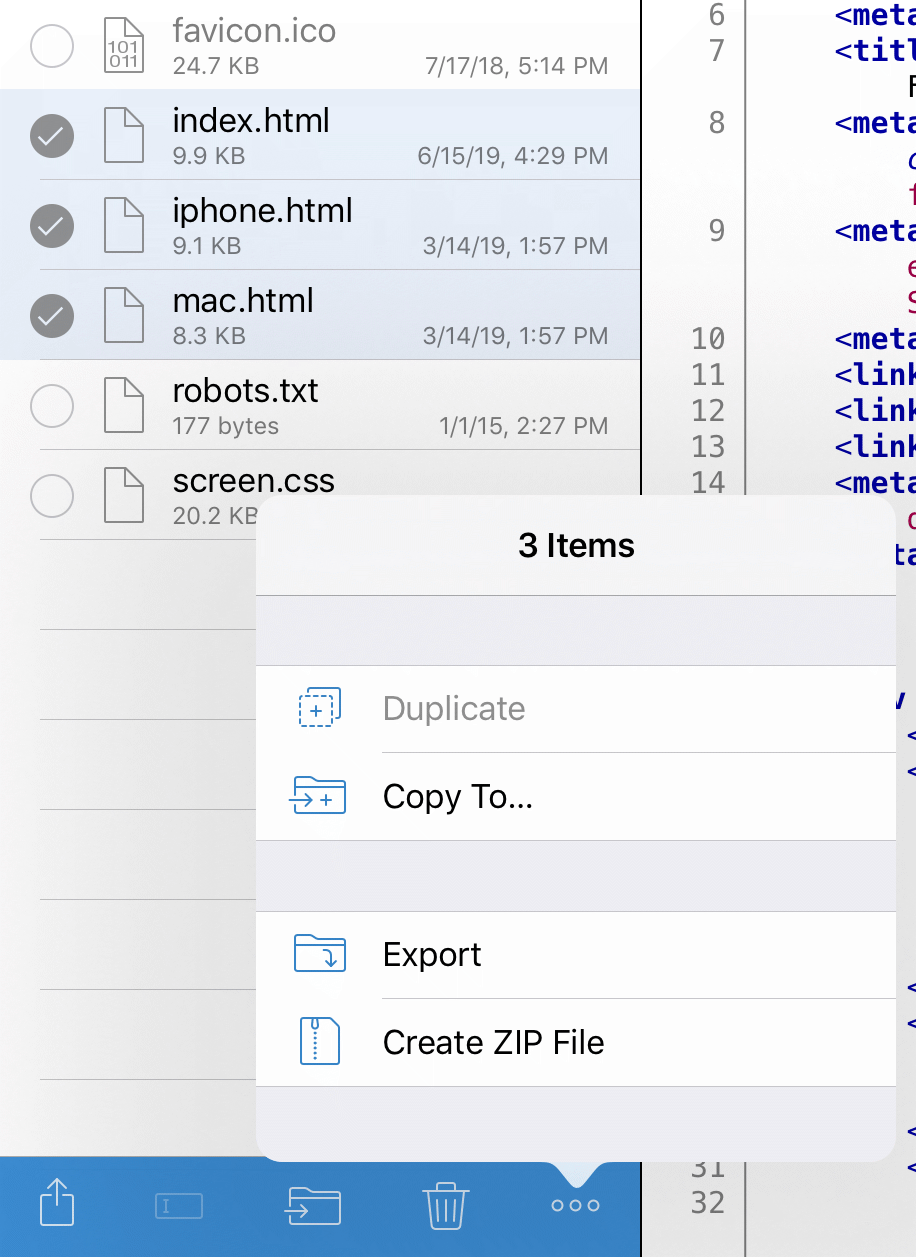 favicon.ico
24.7 KB 7/17/18, 5:14 PM
101
011
index.html
9.9 KB 6/15/19, 4:29 PM
iphone.html
9.1 KB 3/14/19, 1:57 PM
mac.html
8.3 KB 3/14/19, 1:57 PM
robots.txt
177 bytes 1/1/15, 2:27 PM
screen.css
20.2 KB
3 Items
Duplicate
Copy To...
Export
Create ZIP File
6 <meta
7 <titl
8 <meta
9 <meta
10 <meta
11 <link
12 <link
13 <link
14 <meta
ta
<
<
<
<
<
31 <
32